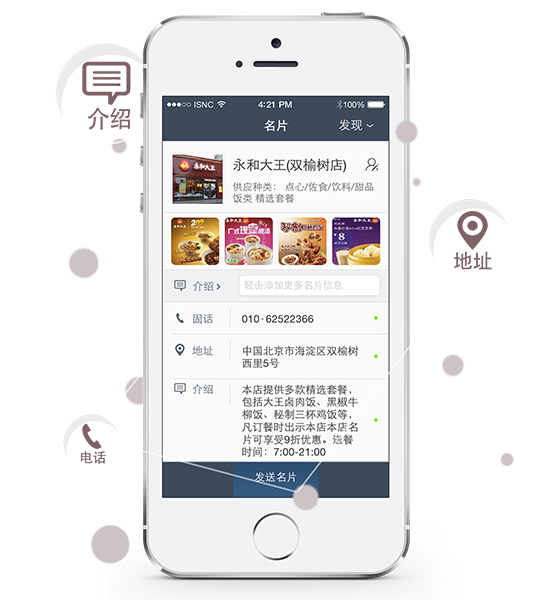 介绍
地址
电话
ISNC
4:21 PM
100%
名片
发现
永和大王
永和大王(双榆树店)
供应种类： 点心/佐食/饮料/甜品
饭类 精选套餐
介绍
轻击添加更多名片信息
固话
010-62522366
地址
中国北京市海淀区双榆树
西里5号
介绍
本店提供多款精选套餐，
包括大王卤肉饭、黑椒牛
柳饭、秘制三杯鸡饭等，
凡订餐时出示本店本店名
片可享受9折优惠。送餐
时间：7:00-21:00
发送名片